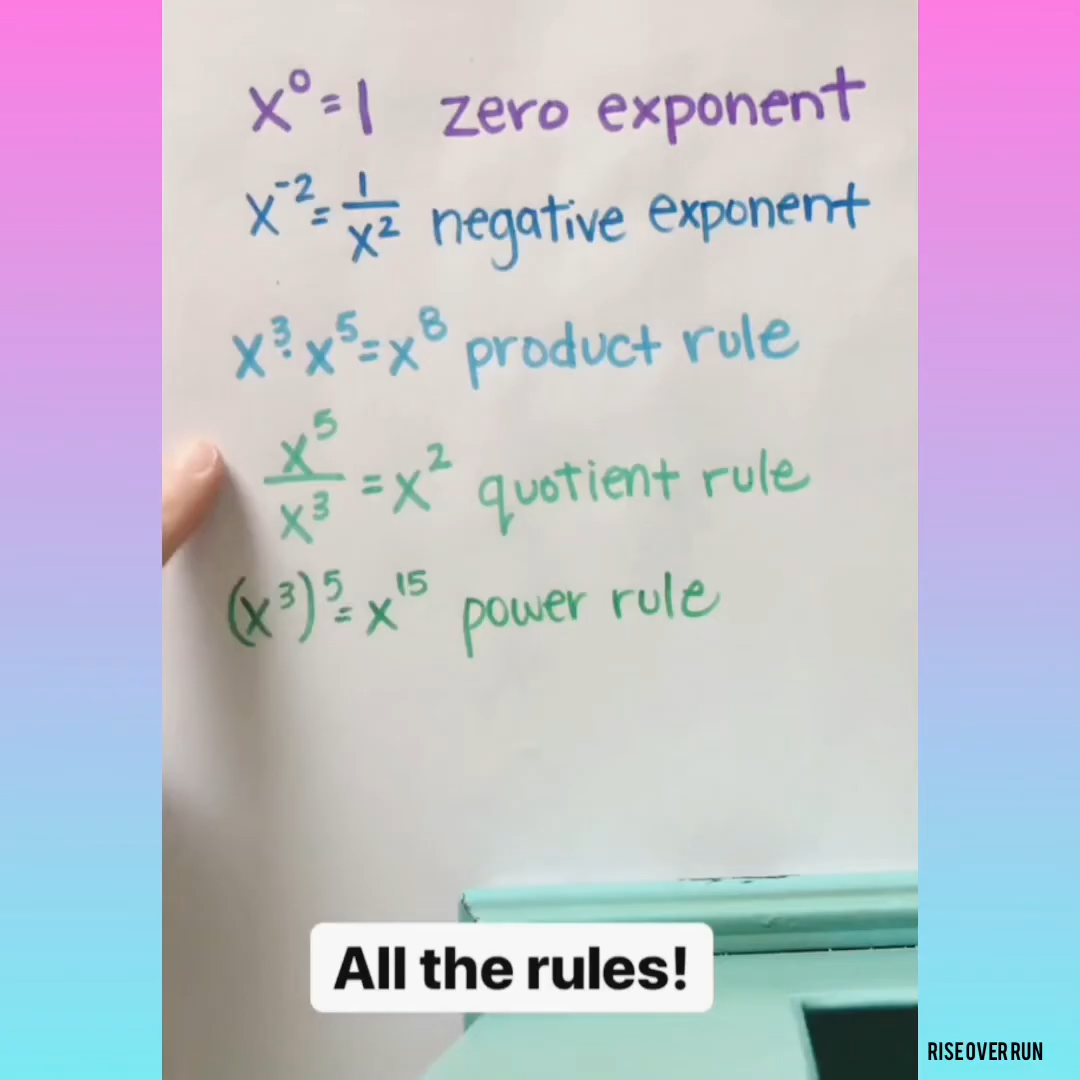 x⁰ = 1 zero exponent
x⁻² = 1/x² negative exponent
x³ · x⁵ = x⁸ product rule
x⁵/x³ = x² quotient rule
(x³)⁵ = x¹⁵ power rule
All the rules!
RISE OVER RUN